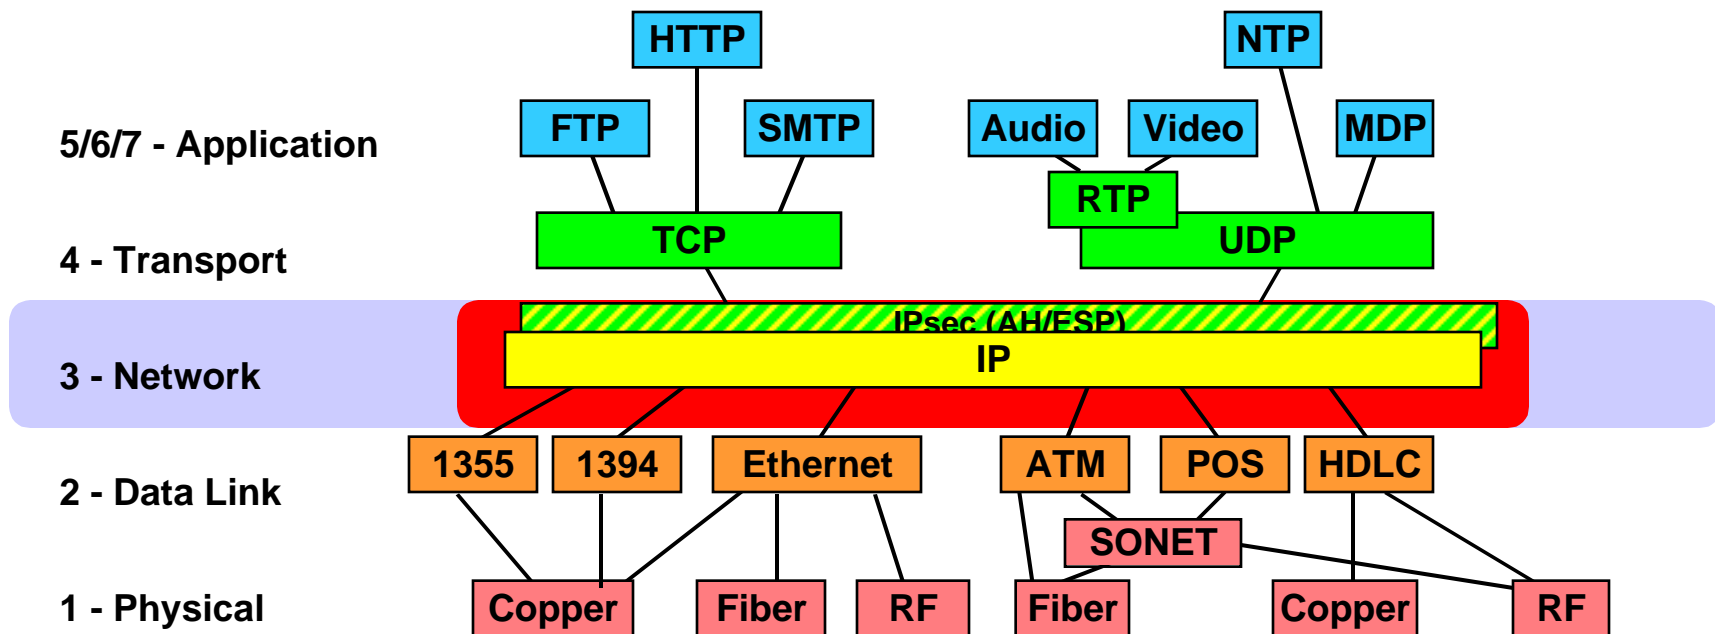 HTTP
NTP
FTP
SMTP
Audio
Video
MDP
5/6/7 - Application
RTP
TCP
UDP
4 - Transport
IPsec (AH/ESP)
IP
3 - Network
1355
1394
Ethernet
ATM
POS
HDLC
2 - Data Link
SONET
1 - Physical
Copper
Fiber
RF
Fiber
Copper
RF